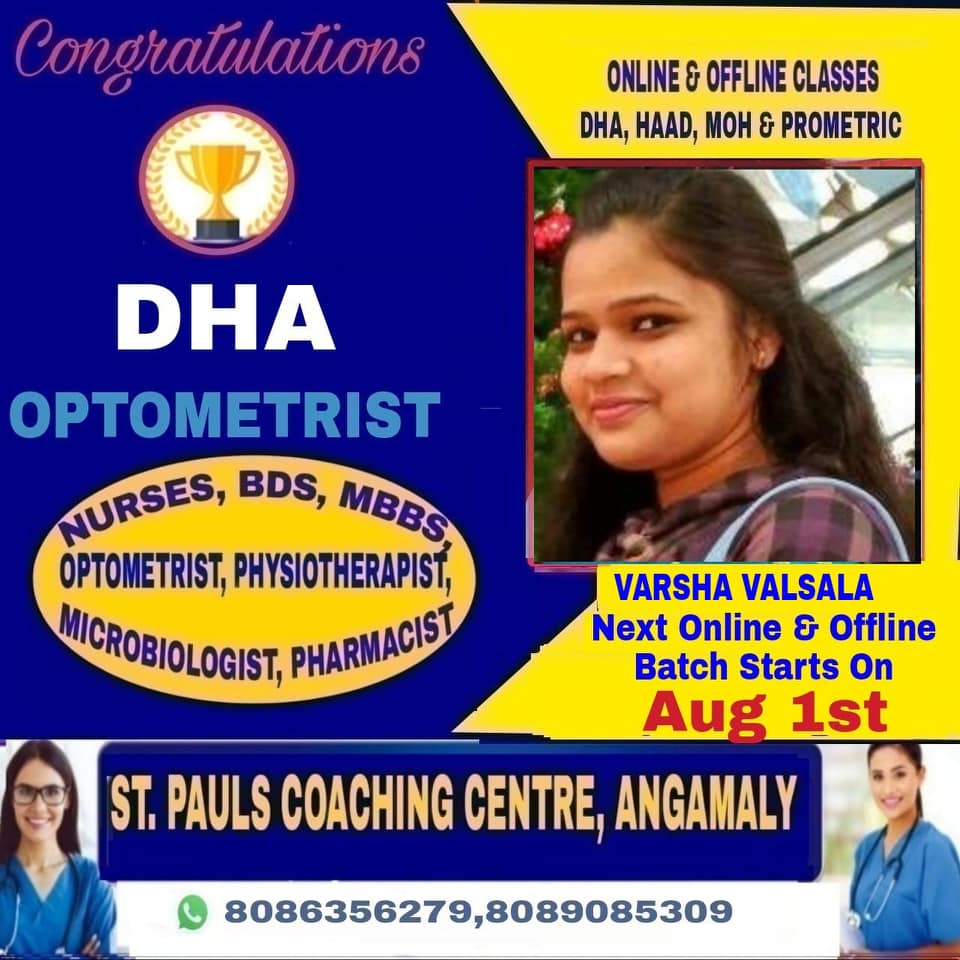 Congratulations
DHA
OPTOMETRIST
NURSES, BDS, MBBS,
OPTOMETRIST, PHYSIOTHERAPIST,
MICROBIOLOGIST, PHARMACIST
ONLINE & OFFLINE CLASSES
DHA, HAAD, MOH & PROMETRIC
VARSHA VALSALA
Next Online & Offline
Batch Starts On
Aug 1st
ST. PAULS COACHING CENTRE, ANGAMALY
8086356279,8089085309